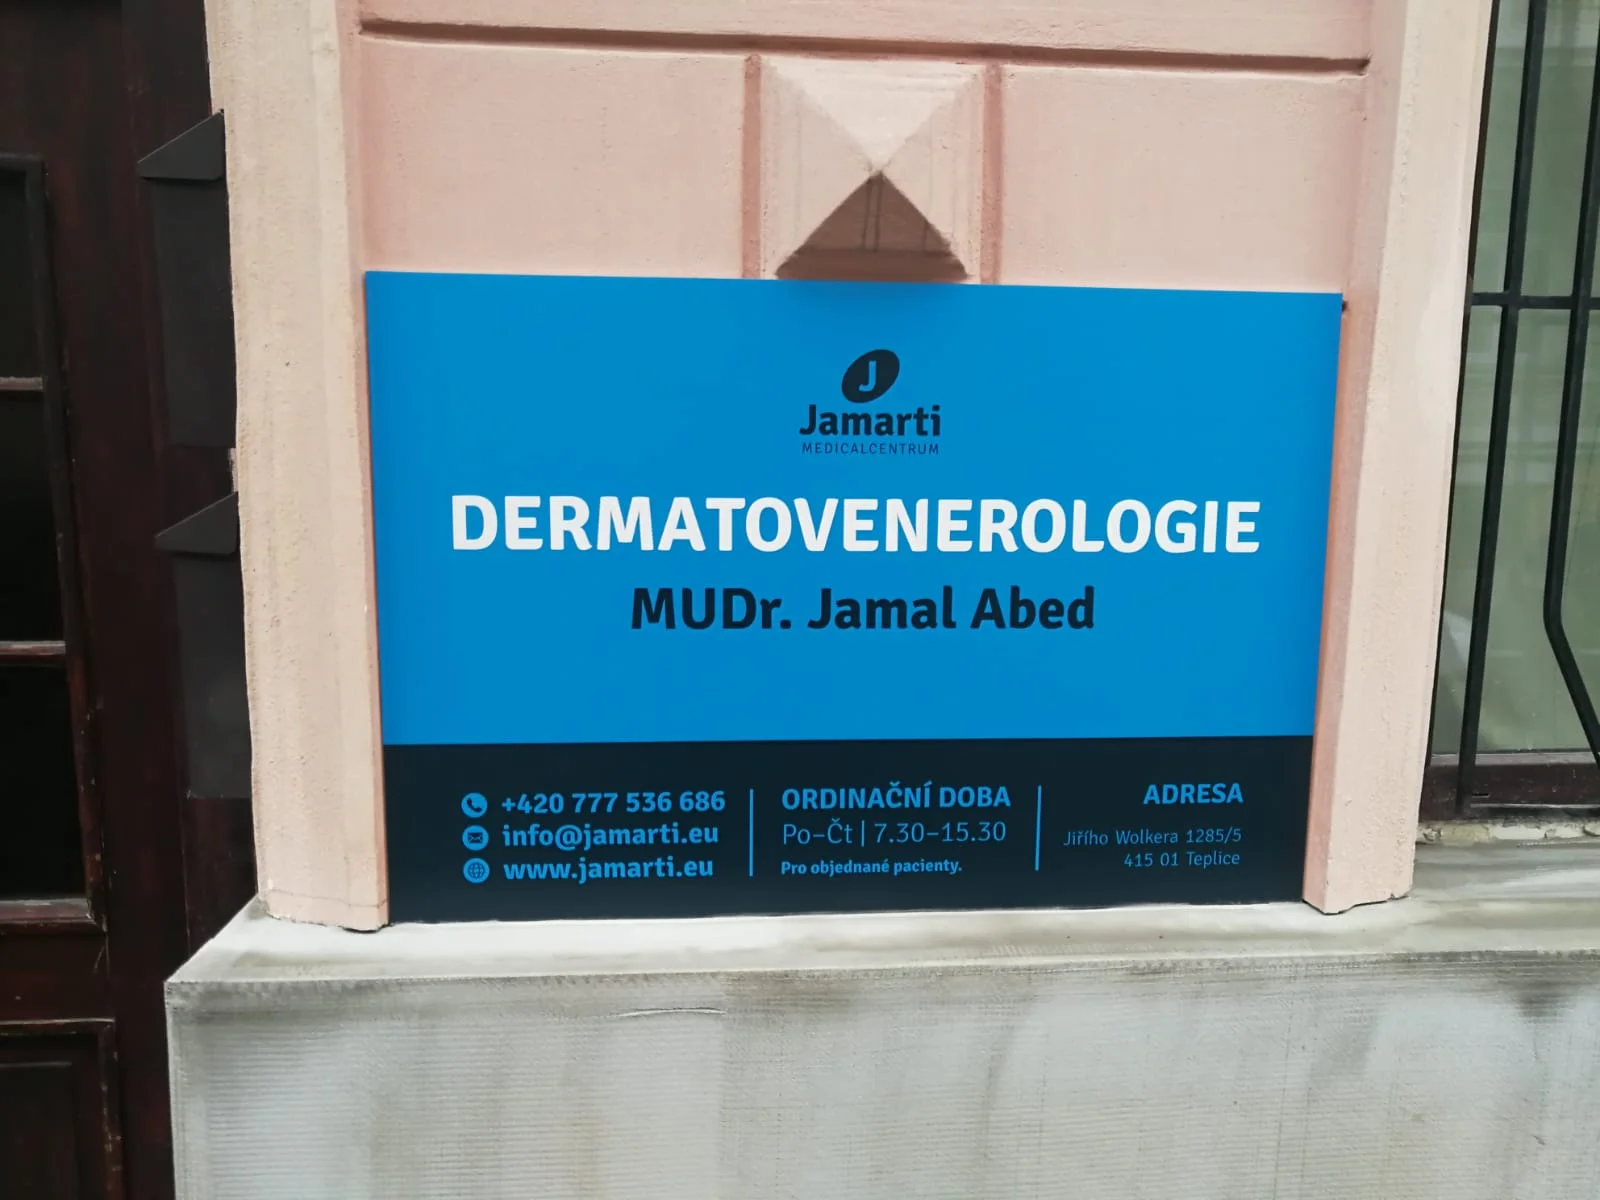 J
Jamarti
MEDICALCENTRUM
DERMATOVENEROLOGIE
MUDr. Jamal Abed
+420 777 536 686
info@jamarti.eu
www.jamarti.eu
ORDINAČNÍ DOBA
Po–Čt | 7.30–15.30
Pro objednané pacienty.
ADRESA
Jiřího Wolkera 1285/5
415 01 Teplice